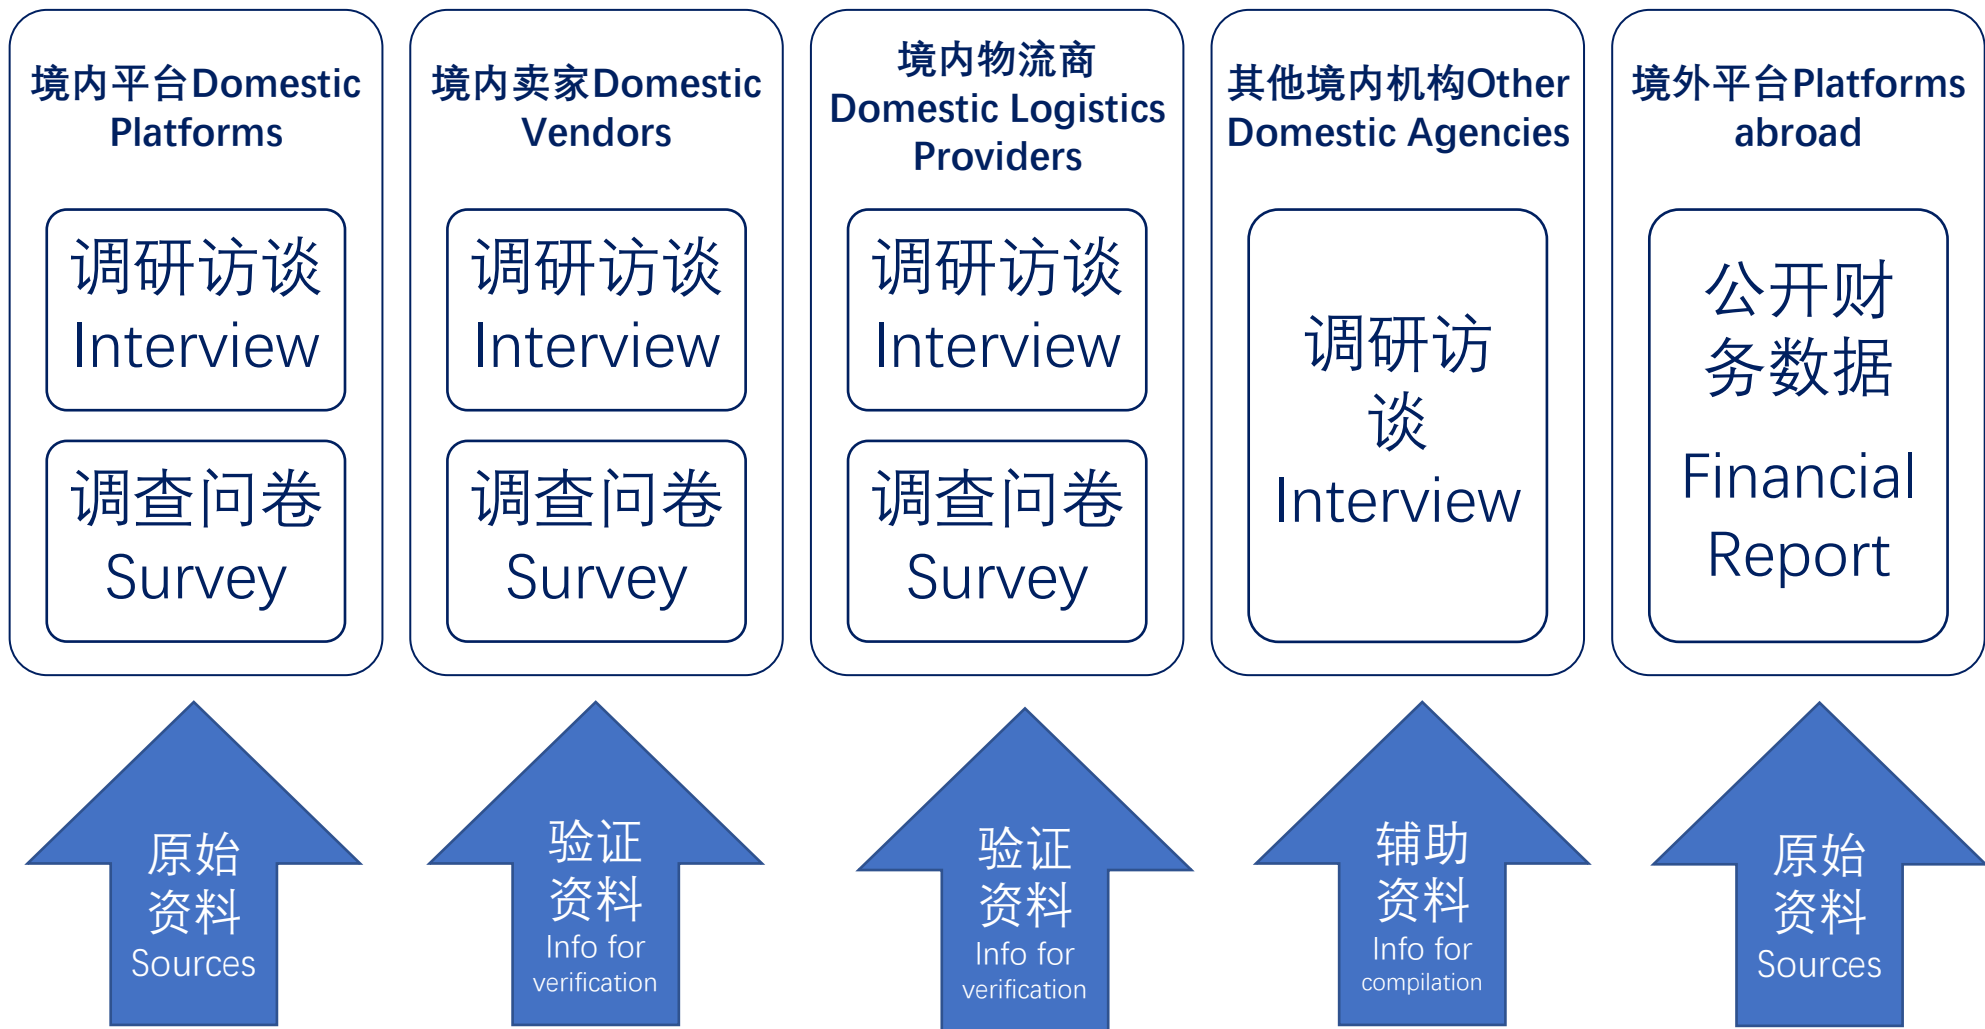 境内平台Domestic
Platforms
调研访谈
Interview
调查问卷
Survey
原始
资料
Sources
境内卖家Domestic
Vendors
调研访谈
Interview
调查问卷
Survey
验证
资料
Info for
verification
境内物流商
Domestic Logistics
Providers
调研访谈
Interview
调查问卷
Survey
验证
资料
Info for
verification
其他境内机构Other
Domestic Agencies
调研访
谈
Interview
辅助
资料
Info for
compilation
境外平台Platforms
abroad
公开财
务数据
Financial
Report
原始
资料
Sources